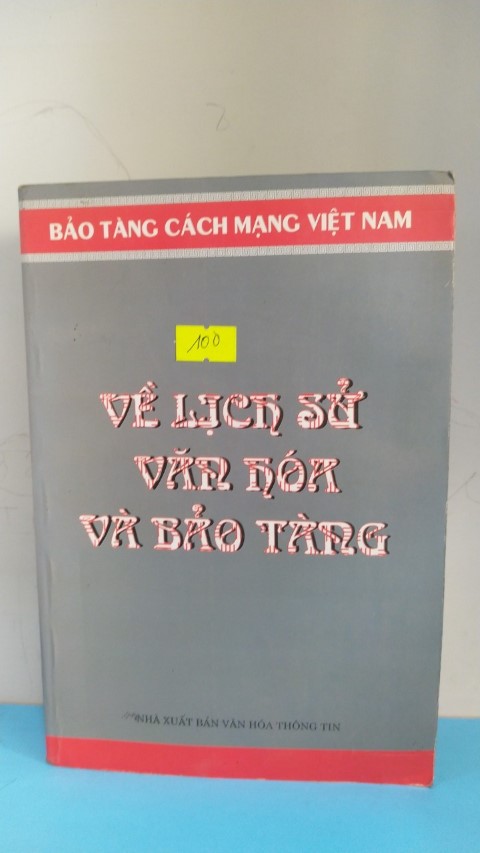 BẢO TÀNG CÁCH MẠNG VIỆT NAM
100
VỀ LỊCH SỬ
VĂN HÓA
VÀ BẢO TÀNG
NHÀ XUẤT BẢN VĂN HÓA THÔNG TIN